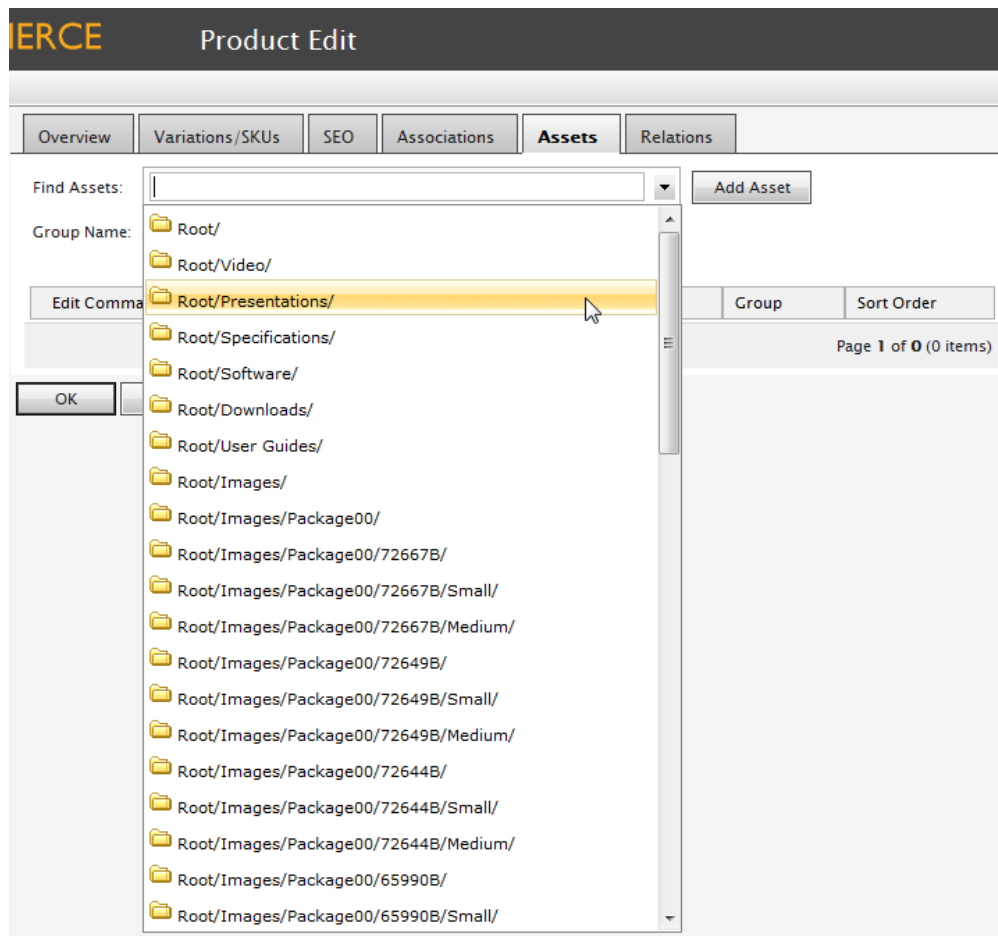 IERCE Product Edit
Overview Variations/SKUs SEO Associations Assets Relations
Find Assets: Add Asset
Root/
Group Name:
Root/Video/
Edit Comma Root/Presentations/ Group Sort Order
Root/Specifications/
Page 1 of 0 (0 items)
Root/Software/
OK
Root/Downloads/
Root/User Guides/
Root/Images/
Root/Images/Package00/
Root/Images/Package00/72667B/
Root/Images/Package00/72667B/Small/
Root/Images/Package00/72667B/Medium/
Root/Images/Package00/72649B/
Root/Images/Package00/72649B/Small/
Root/Images/Package00/72649B/Medium/
Root/Images/Package00/72644B/
Root/Images/Package00/72644B/Small/
Root/Images/Package00/72644B/Medium/
Root/Images/Package00/65990B/
Root/Images/Package00/65990B/Small/